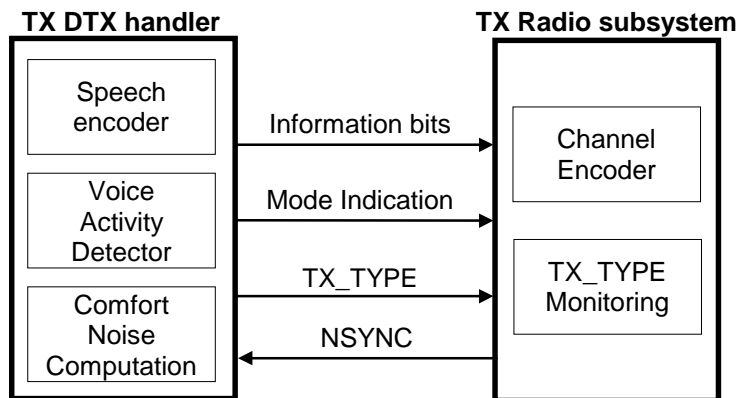 TX DTX handler
TX Radio subsystem
Speech
encoder
Voice
Activity
Detector
Comfort
Noise
Computation
Information bits
Mode Indication
TX_TYPE
NSYNC
Channel
Encoder
TX_TYPE
Monitoring